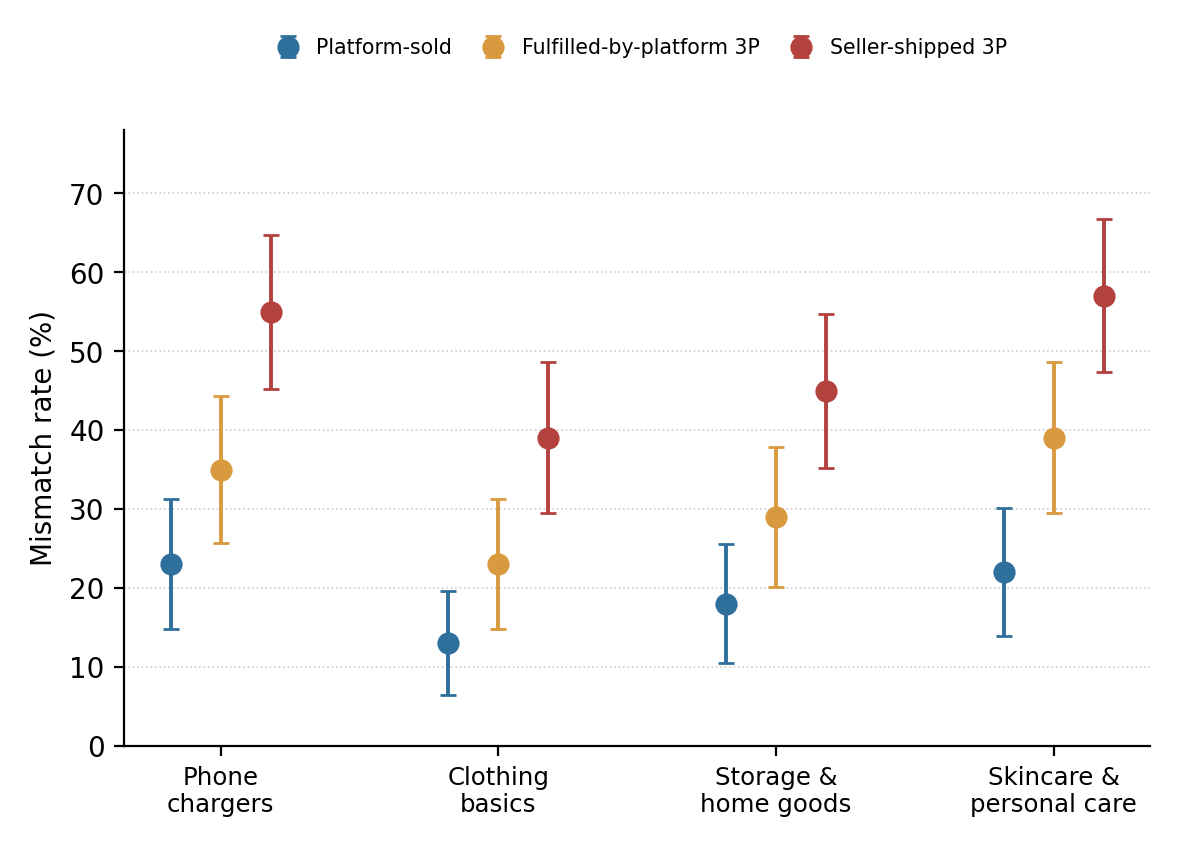 Platform-sold Fulfilled-by-platform 3P Seller-shipped 3P
Mismatch rate (%)
70
60
50
40
30
20
10
0
Phone
chargers
Clothing
basics
Storage &
home goods
Skincare &
personal care